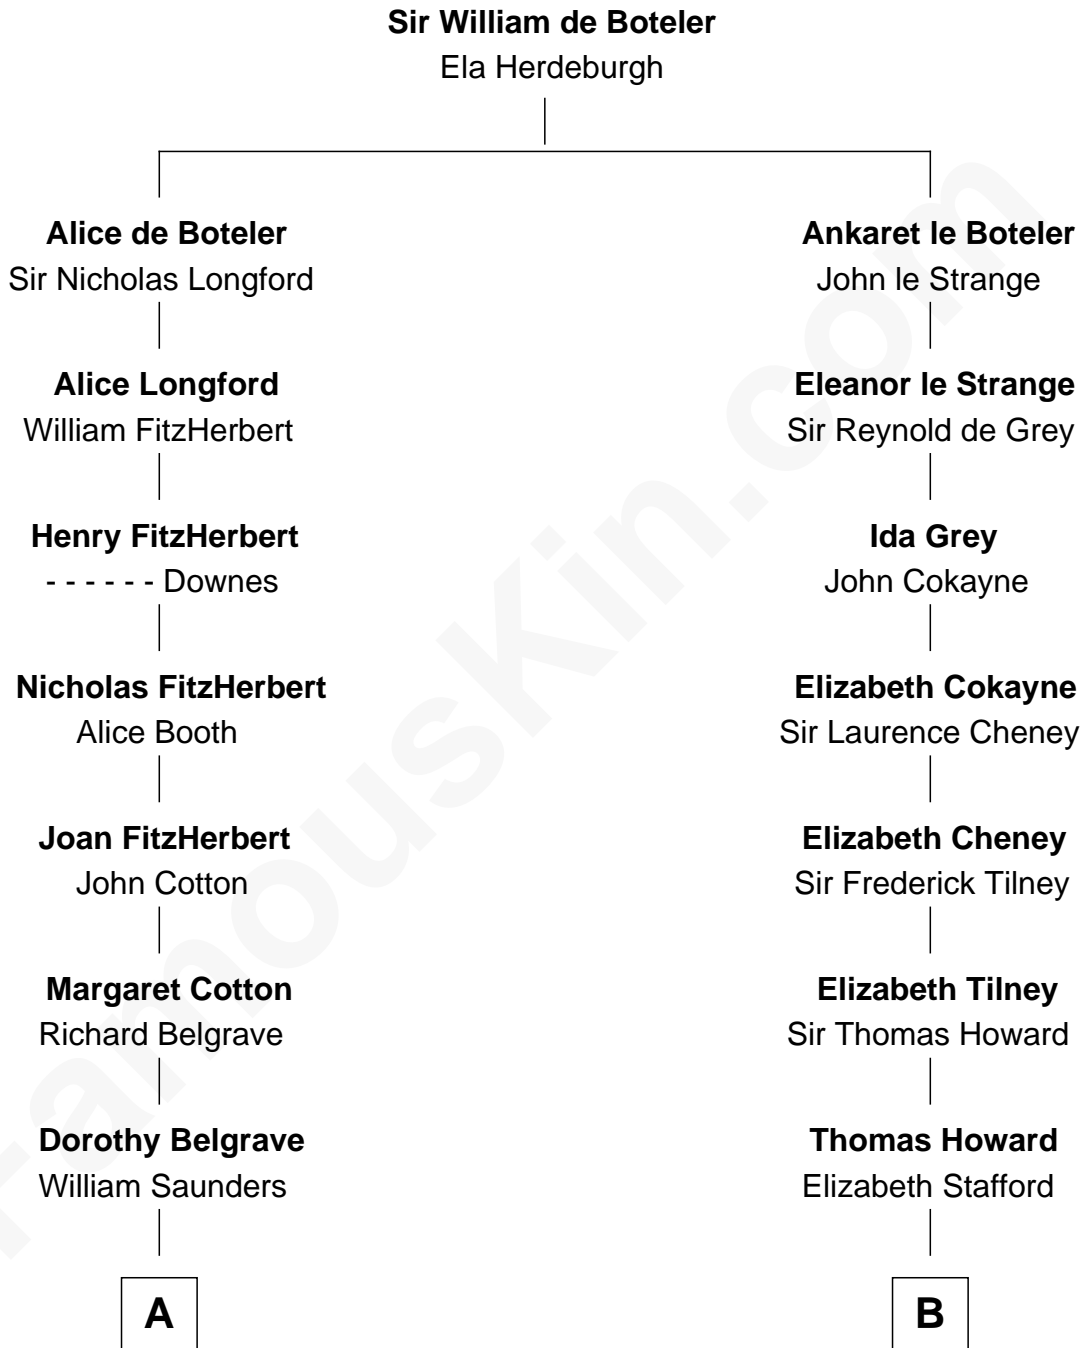 Sir William de Boteler
Ela Herdeburgh
Alice de Boteler
Sir Nicholas Longford
Ankaret le Boteler
John le Strange
Alice Longford
William FitzHerbert
Eleanor le Strange
Sir Reynold de Grey
Henry FitzHerbert
- - - - - - Downes
Ida Grey
John Cokayne
Nicholas FitzHerbert
Alice Booth
Elizabeth Cokayne
Sir Laurence Cheney
Joan FitzHerbert
John Cotton
Elizabeth Cheney
Sir Frederick Tilney
Margaret Cotton
Richard Belgrave
Elizabeth Tilney
Sir Thomas Howard
Dorothy Belgrave
William Saunders
Thomas Howard
Elizabeth Stafford
A
B
FamousKin.com